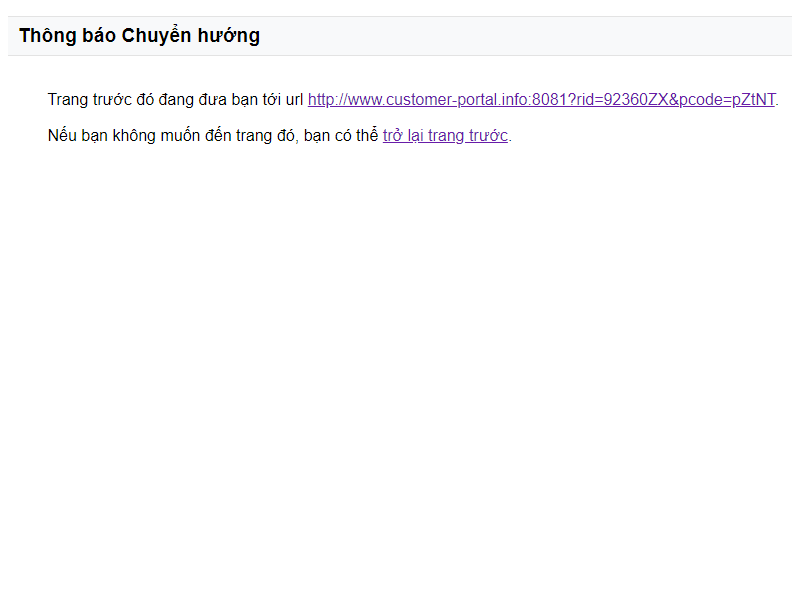 Thông báo Chuyển hướng
Trang trước đó đang đưa bạn tới url http://www.customer-portal.info:8081?rid=92360ZX&pcode=pZtNT.
Nếu bạn không muốn đến trang đó, bạn có thể trở lại trang trước.